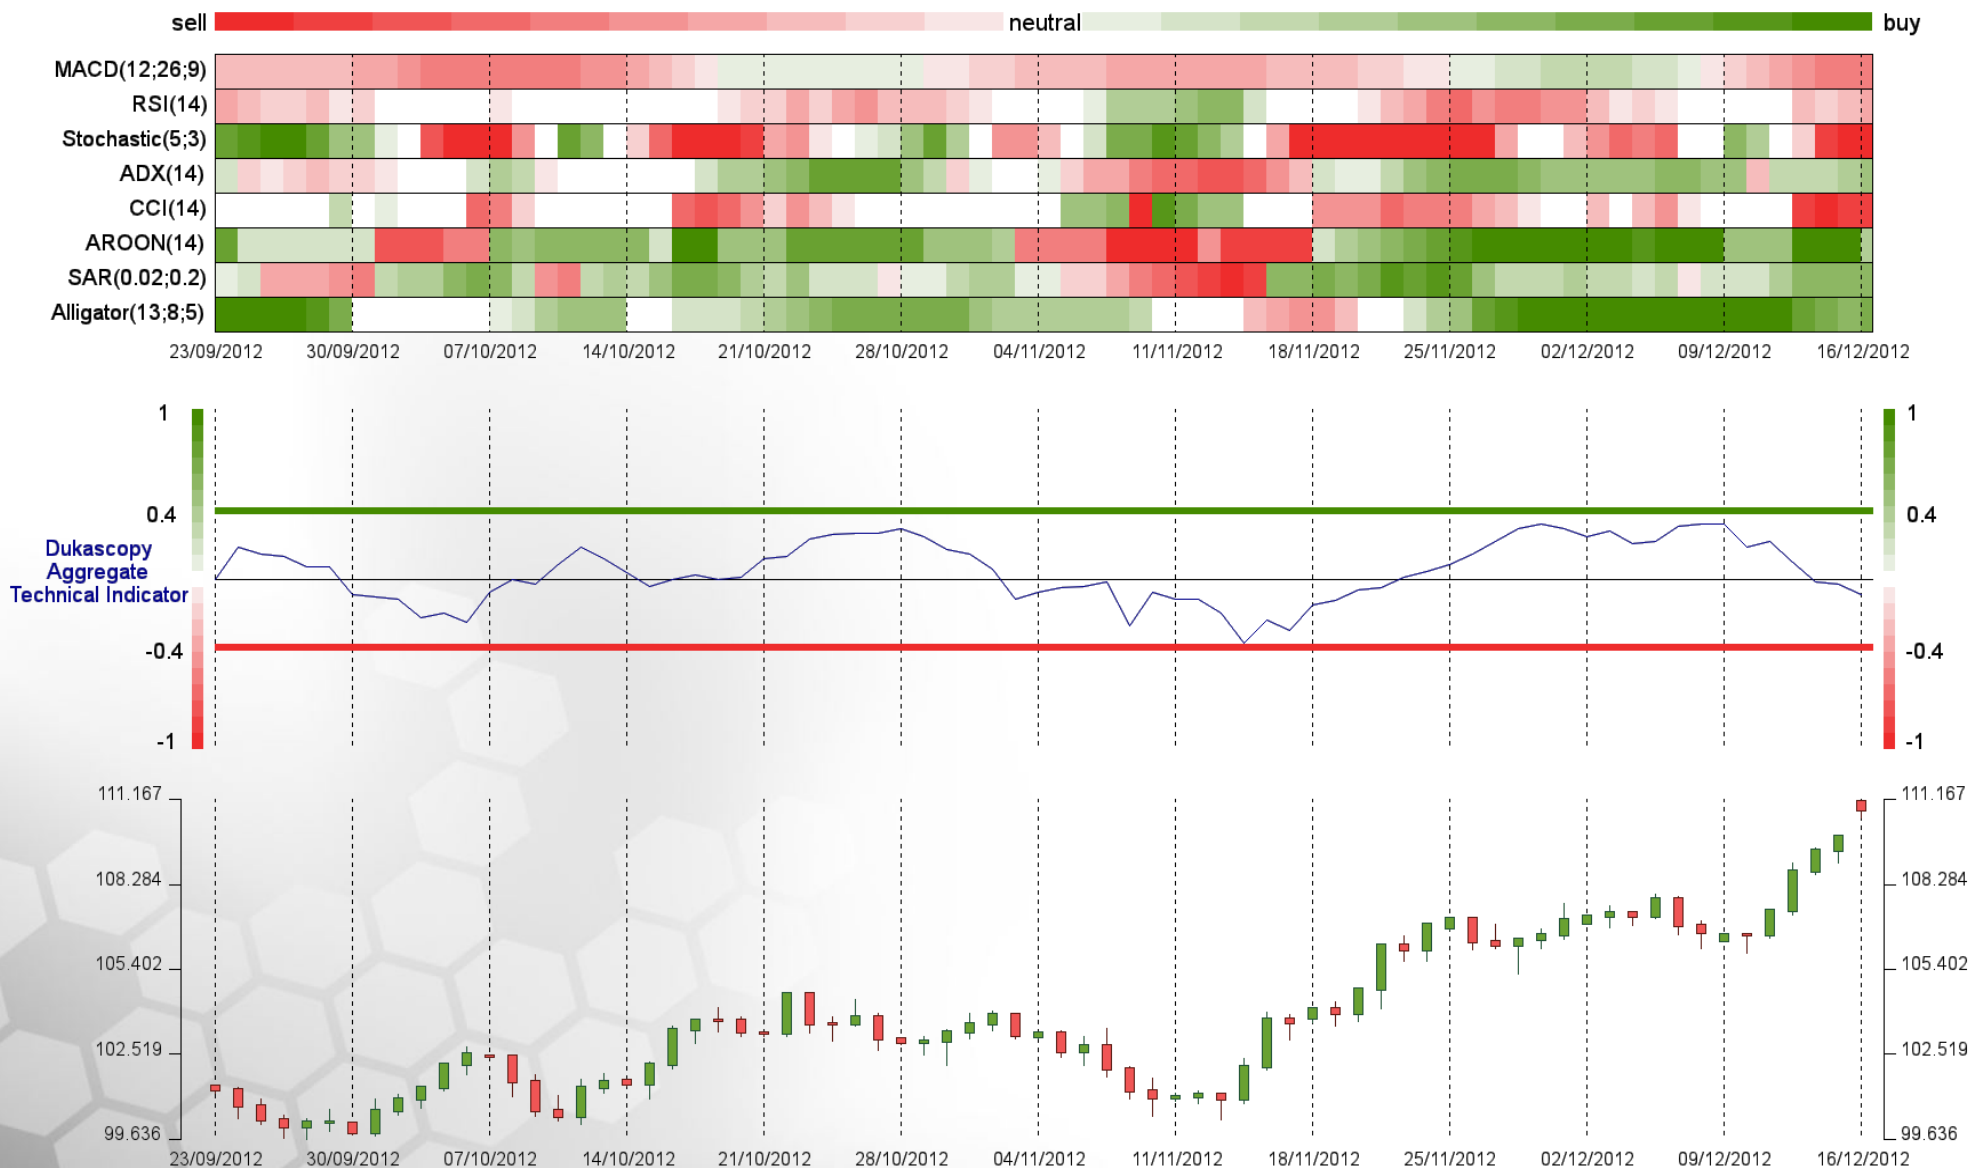 sell neutral buy
MACD(12;26;9)
RSI(14)
Stochastic(5;3)
ADX(14)
CCI(14)
AROON(14)
SAR(0.02;0.2)
Alligator(13;8;5)
23/09/2012 30/09/2012 07/10/2012 14/10/2012 21/10/2012 28/10/2012 04/11/2012 11/11/2012 18/11/2012 25/11/2012 02/12/2012 09/12/2012 16/12/2012
1 1
0.4 0.4
Dukascopy
Aggregate
Technical Indicator
-0.4 -0.4
-1 -1
111.167 111.167
108.284 108.284
105.402 105.402
102.519 102.519
99.636 99.636
23/09/2012 30/09/2012 07/10/2012 14/10/2012 21/10/2012 28/10/2012 04/11/2012 11/11/2012 18/11/2012 25/11/2012 02/12/2012 09/12/2012 16/12/2012